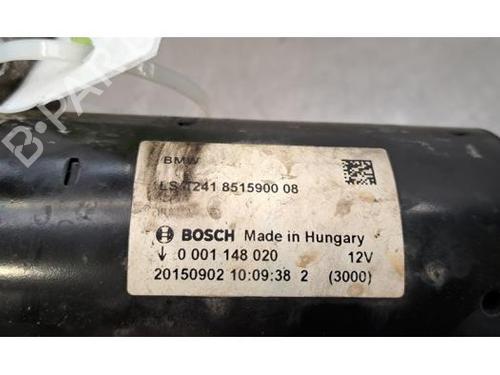 B-PARTS
BMW
1241 8515900 08
BOSCH Made in Hungary
0 001 148 020 12V
20150902 10:09:38 2 (3000)